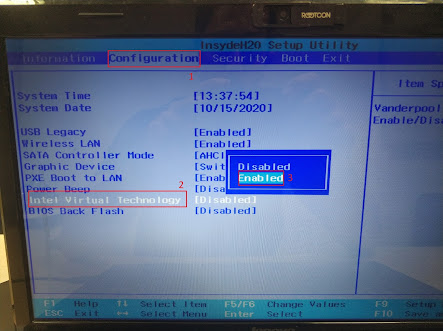 ROOTCON
InsydeH20 Setup Utility
Information Configuration Security Boot Exit
1
Item Sp
System Time [13:37:54]
System Date [10/15/2020]
Vanderpool
Enable/Disa
USB Legacy [Enabled]
Wireless LAN [Enabled]
SATA Controller Mode [AHCI
Graphic Device [Swit
PXE Boot to LAN [Enab
Power Beep [Disa
Intel Virtual Technology [Disabled]
2
BIOS Back Flash [Disabled]
Disabled
Enabled 3
F1 Help ↑↓ Select Item F5/F6 Change Values F9 Setup
ESC Exit ↔ Select Menu Enter Select F10 Save